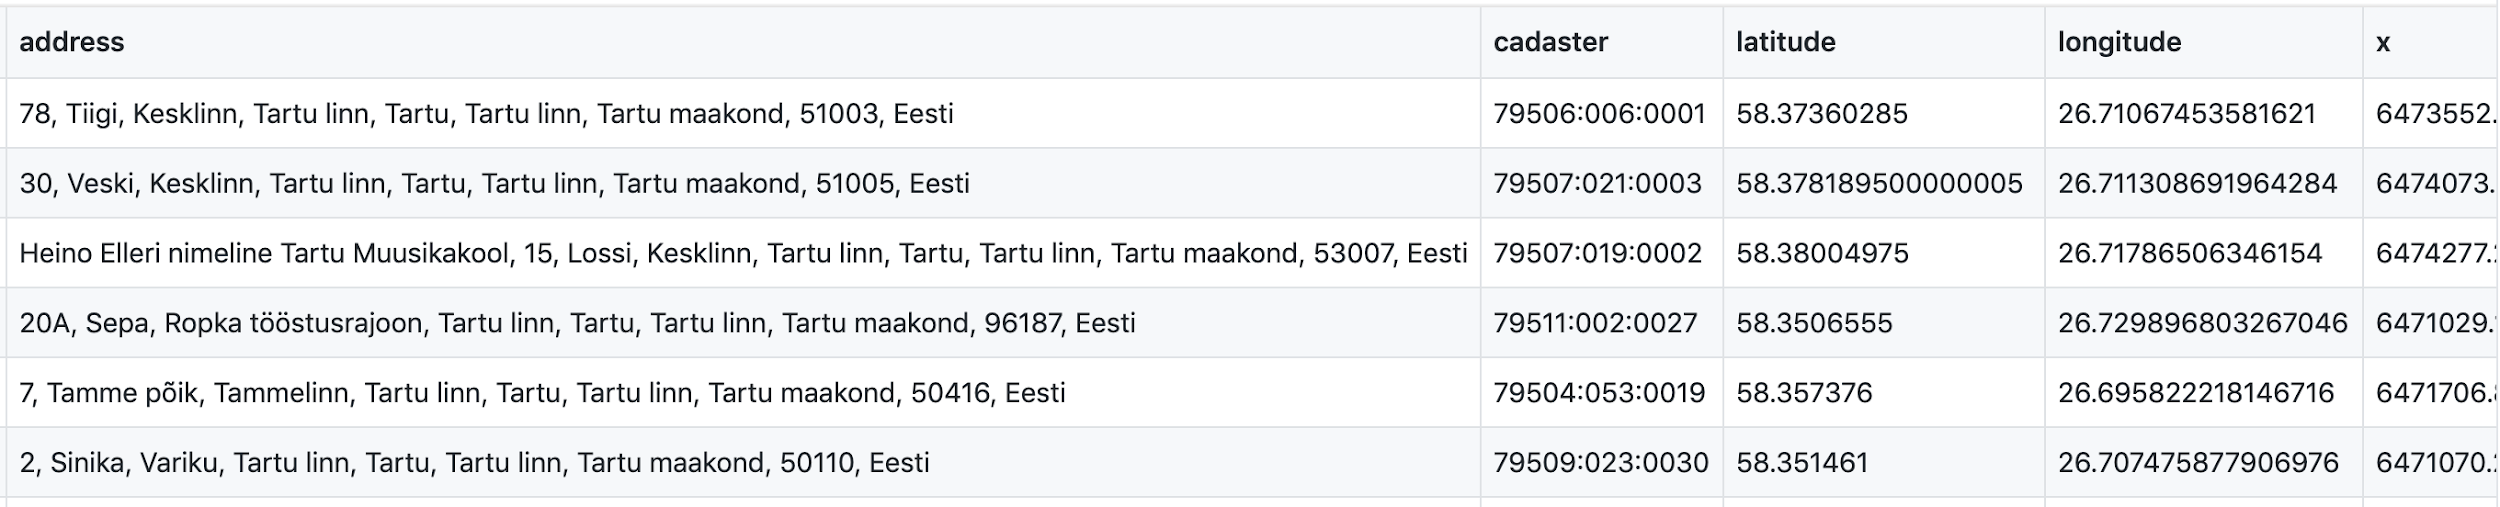 address cadaster latitude longitude x
78, Tiigi, Kesklinn, Tartu linn, Tartu, Tartu linn, Tartu maakond, 51003, Eesti 79506:006:0001 58.37360285 26.71067453581621 6473552.
30, Veski, Kesklinn, Tartu linn, Tartu, Tartu linn, Tartu maakond, 51005, Eesti 79507:021:0003 58.378189500000005 26.711308691964284 6474073.
Heino Elleri nimeline Tartu Muusikakool, 15, Lossi, Kesklinn, Tartu linn, Tartu, Tartu linn, Tartu maakond, 53007, Eesti 79507:019:0002 58.38004975 26.71786506346154 6474277.
20A, Sepa, Ropka tööstusrajoon, Tartu linn, Tartu, Tartu linn, Tartu maakond, 96187, Eesti 79511:002:0027 58.3506555 26.729896803267046 6471029.
7, Tamme põik, Tammelinn, Tartu linn, Tartu, Tartu linn, Tartu maakond, 50416, Eesti 79504:053:0019 58.357376 26.695822218146716 6471706.
2, Sinika, Variku, Tartu linn, Tartu, Tartu linn, Tartu maakond, 50110, Eesti 79509:023:0030 58.351461 26.707475877906976 6471070.